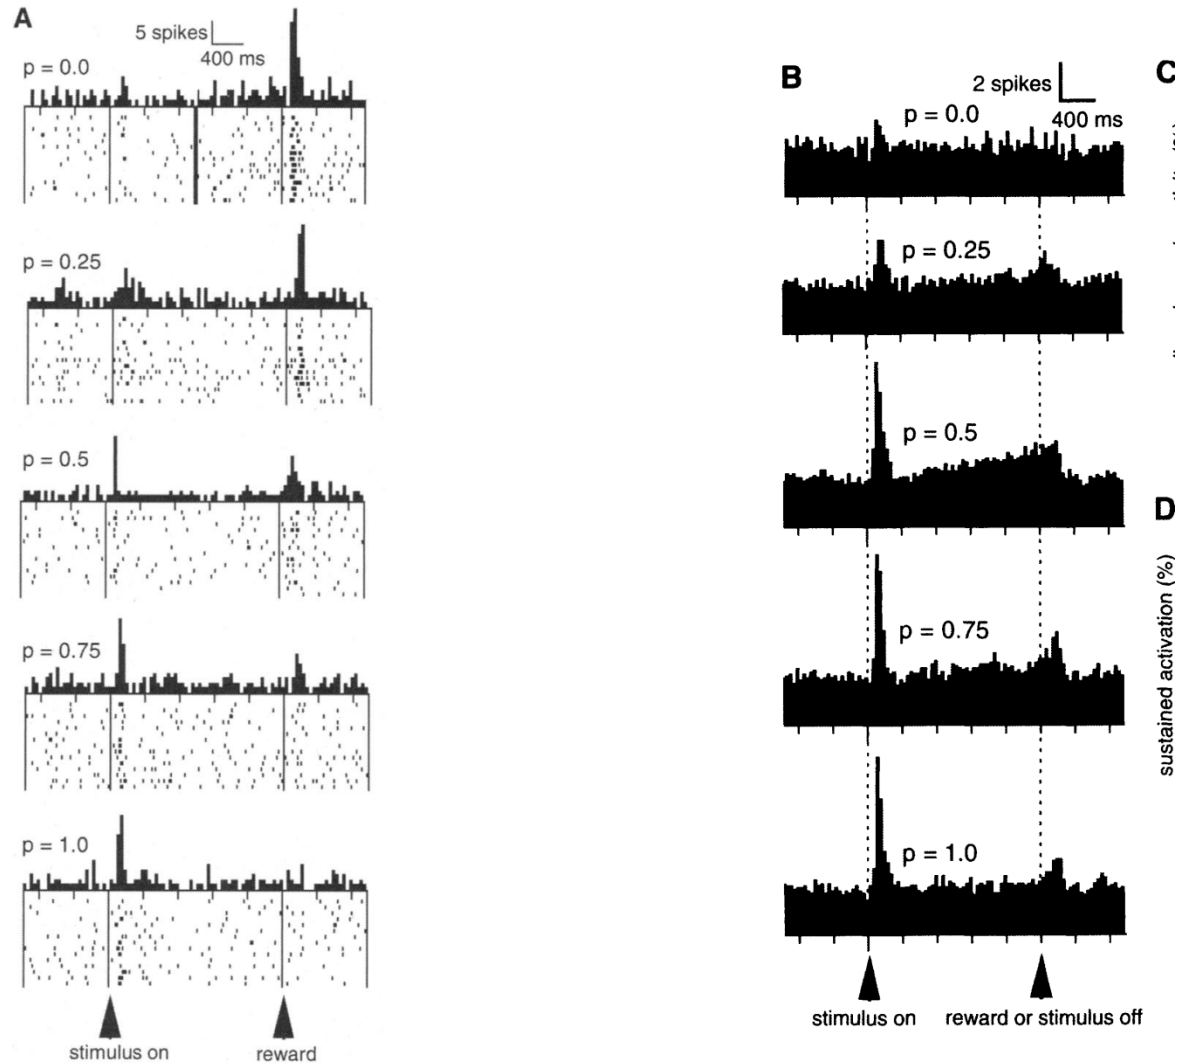 A
5 spikes
400 ms
p = 0.0
p = 0.25
p = 0.5
p = 0.75
p = 1.0
stimulus on
reward
B
2 spikes
400 ms
p = 0.0
p = 0.25
p = 0.5
p = 0.75
p = 1.0
stimulus on
reward or stimulus off
C
D
sustained activation (%)